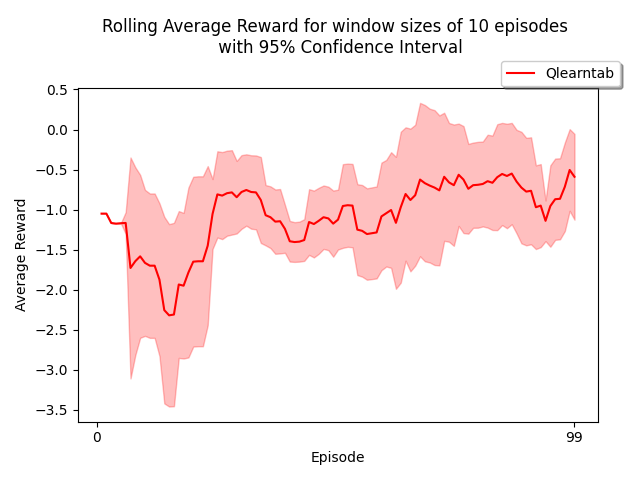 Rolling Average Reward for window sizes of 10 episodes
with 95% Confidence Interval
Qlearntab
0.5
0.0
−0.5
−1.0
−1.5
−2.0
−2.5
−3.0
−3.5
Average Reward
0 99
Episode